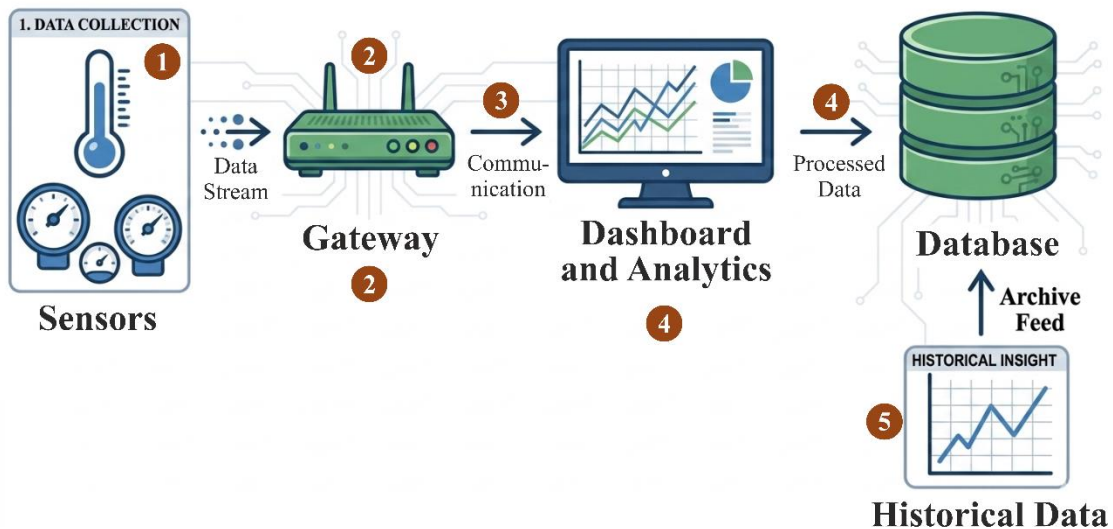 1. DATA COLLECTION
1
Sensors
Data
Stream
2
Gateway
2
3
Commu-
nication
Dashboard
and Analytics
4
4
Processed
Data
Database
Archive
Feed
HISTORICAL INSIGHT
5
Historical Data